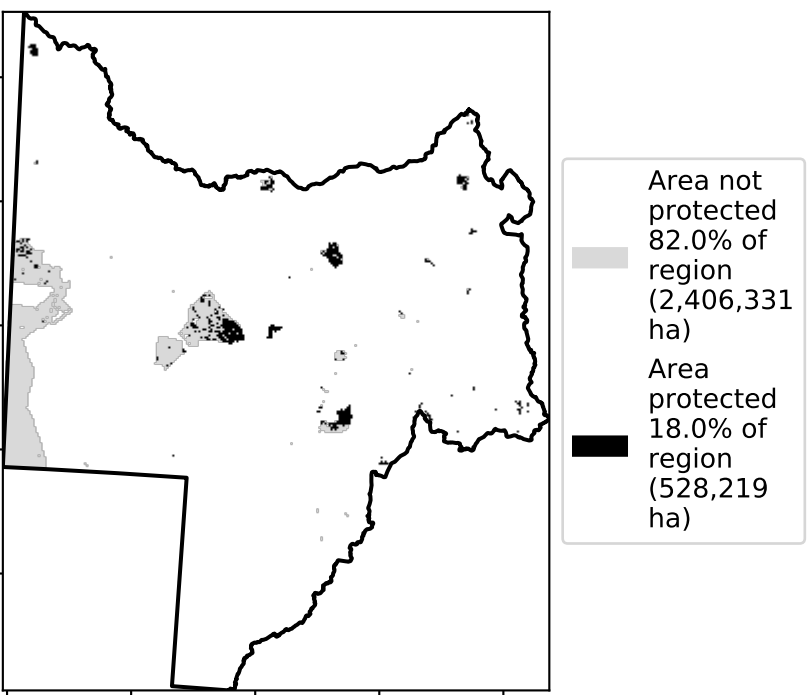 Area not
protected
82.0% of
region
(2,406,331
ha)
Area
protected
18.0% of
region
(528,219
ha)